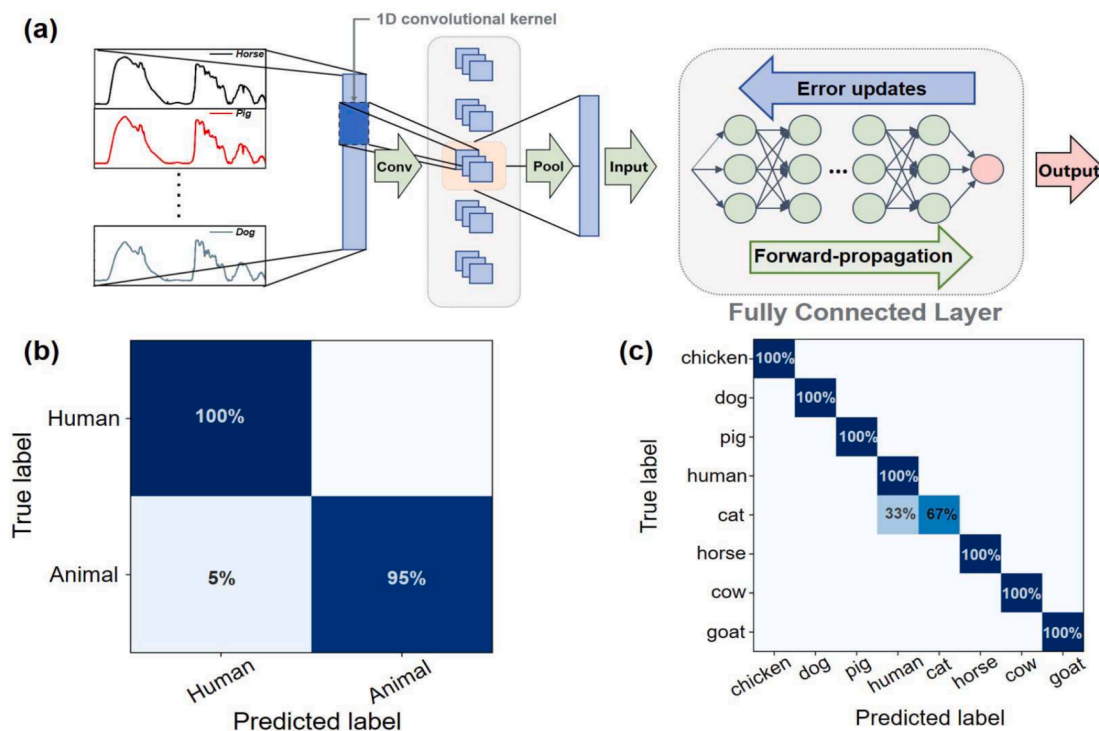 (a)
1D convolutional kernel
Horse
Pig
Dog
Conv
Pool
Input
Error updates
...
Forward-propagation
Output
Fully Connected Layer
(b)
True label
Human
Animal
100%
5%
95%
Human
Animal
Predicted label
(c)
True label
chicken
dog
pig
human
cat
horse
cow
goat
100%
100%
100%
100%
33% 67%
100%
100%
100%
chicken
dog
pig
human
cat
horse
cow
goat
Predicted label